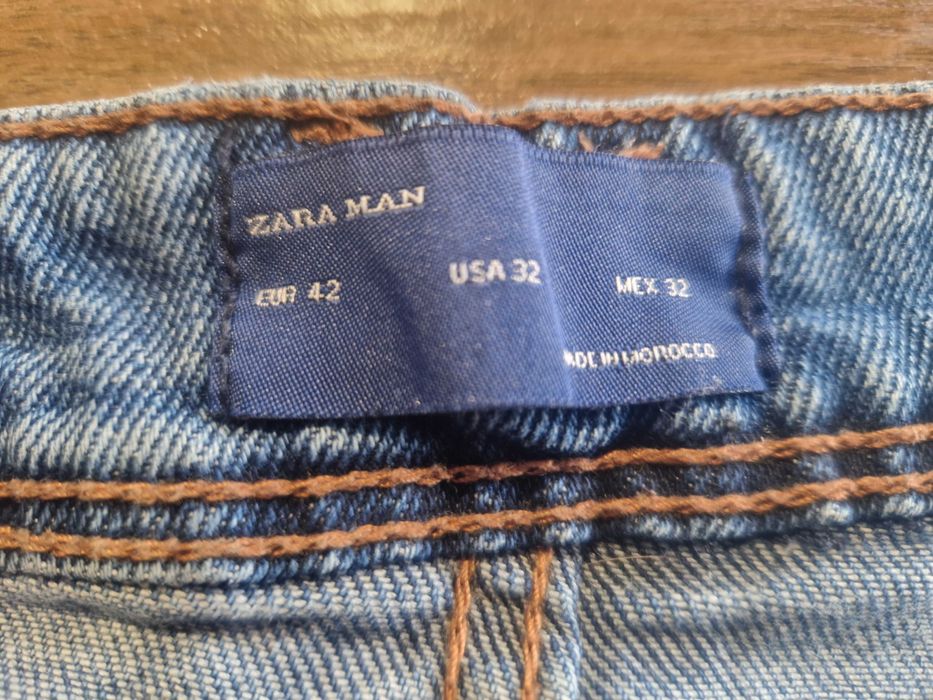 ZARA MAN
EUR 42 USA 32 MEX 32
MADE IN MOROCCO